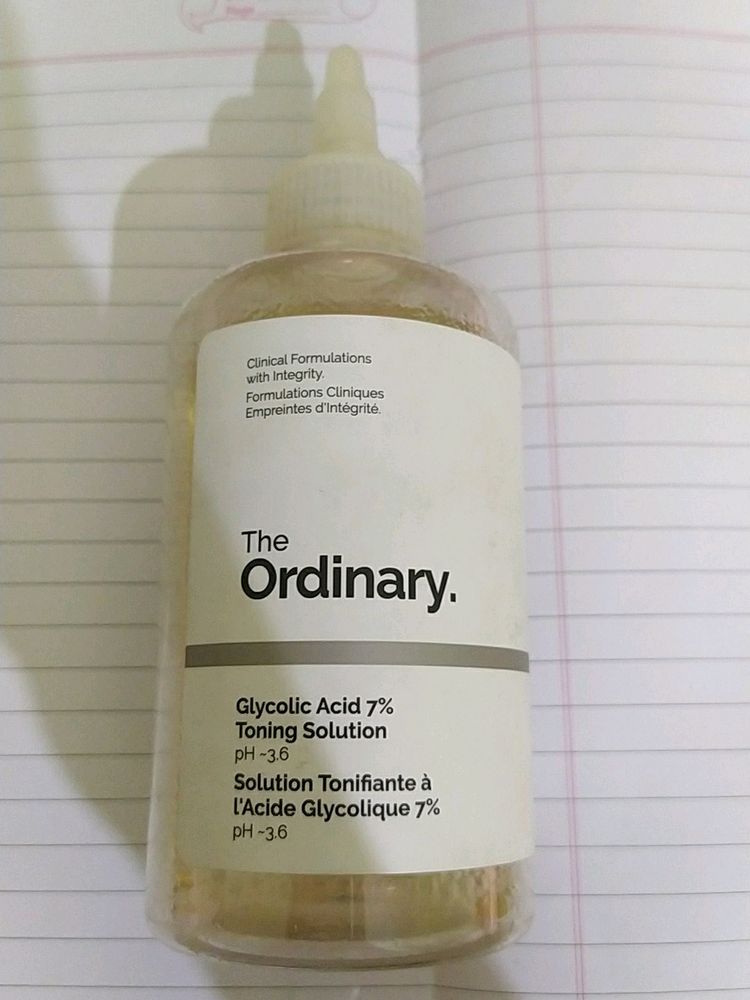 Clinical Formulations
with Integrity.
Formulations Cliniques
Empreintes d'Intégrité.
The
Ordinary.
Glycolic Acid 7%
Toning Solution
pH ~3.6
Solution Tonifiante à
l'Acide Glycolique 7%
pH ~3.6